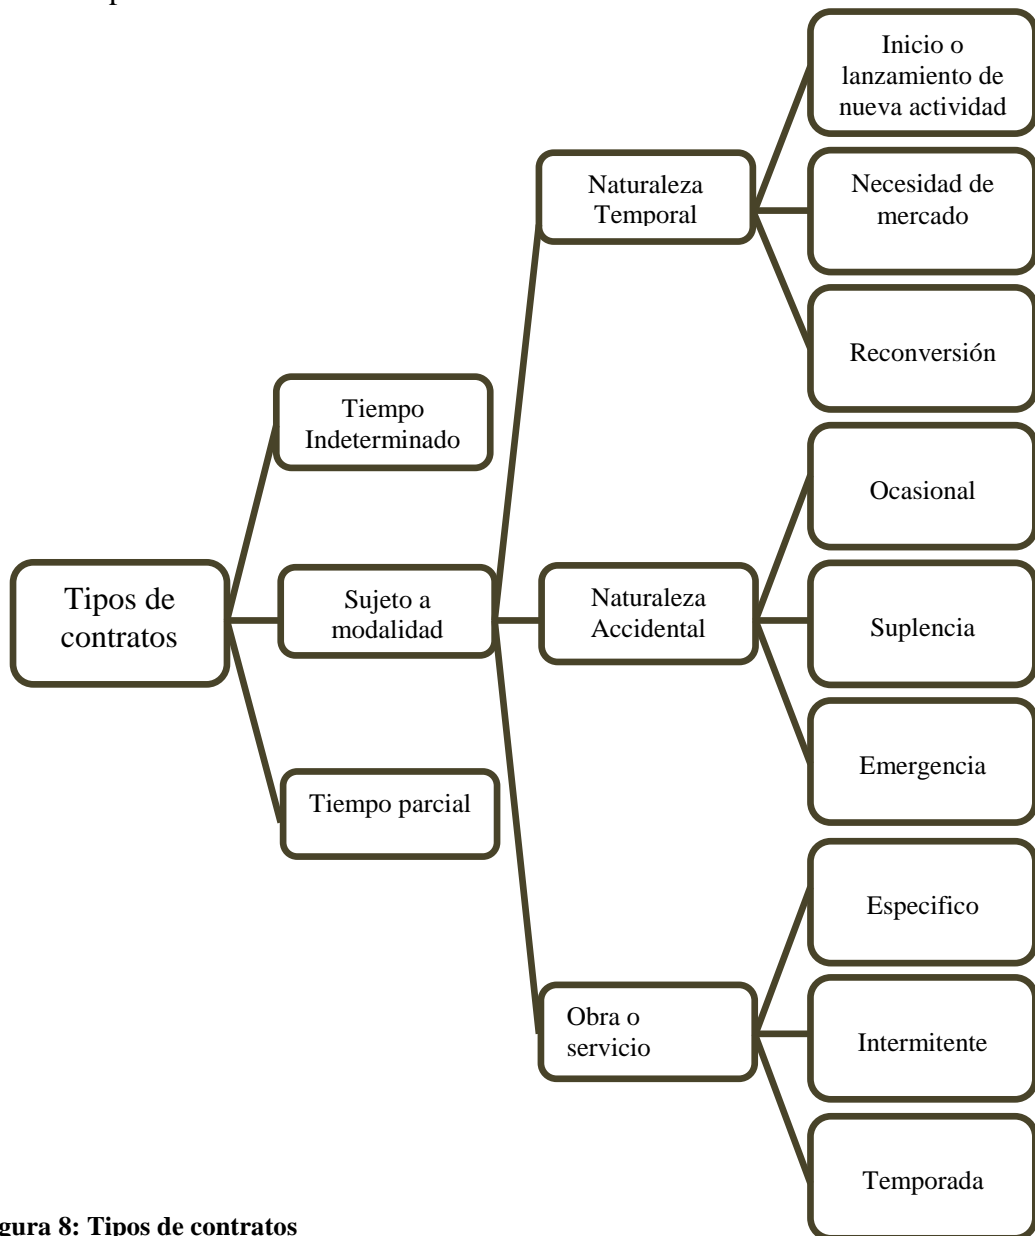 Inicio o
lanzamiento de
nueva actividad
Naturaleza
Temporal
Necesidad de
mercado
Reconversión
Tiempo
Indeterminado
Ocasional
Tipos de
contratos
Sujeto a
modalidad
Naturaleza
Accidental
Suplencia
Emergencia
Tiempo parcial
Especifico
Obra o
servicio
Intermitente
Temporada
gura 8: Tipos de contratos